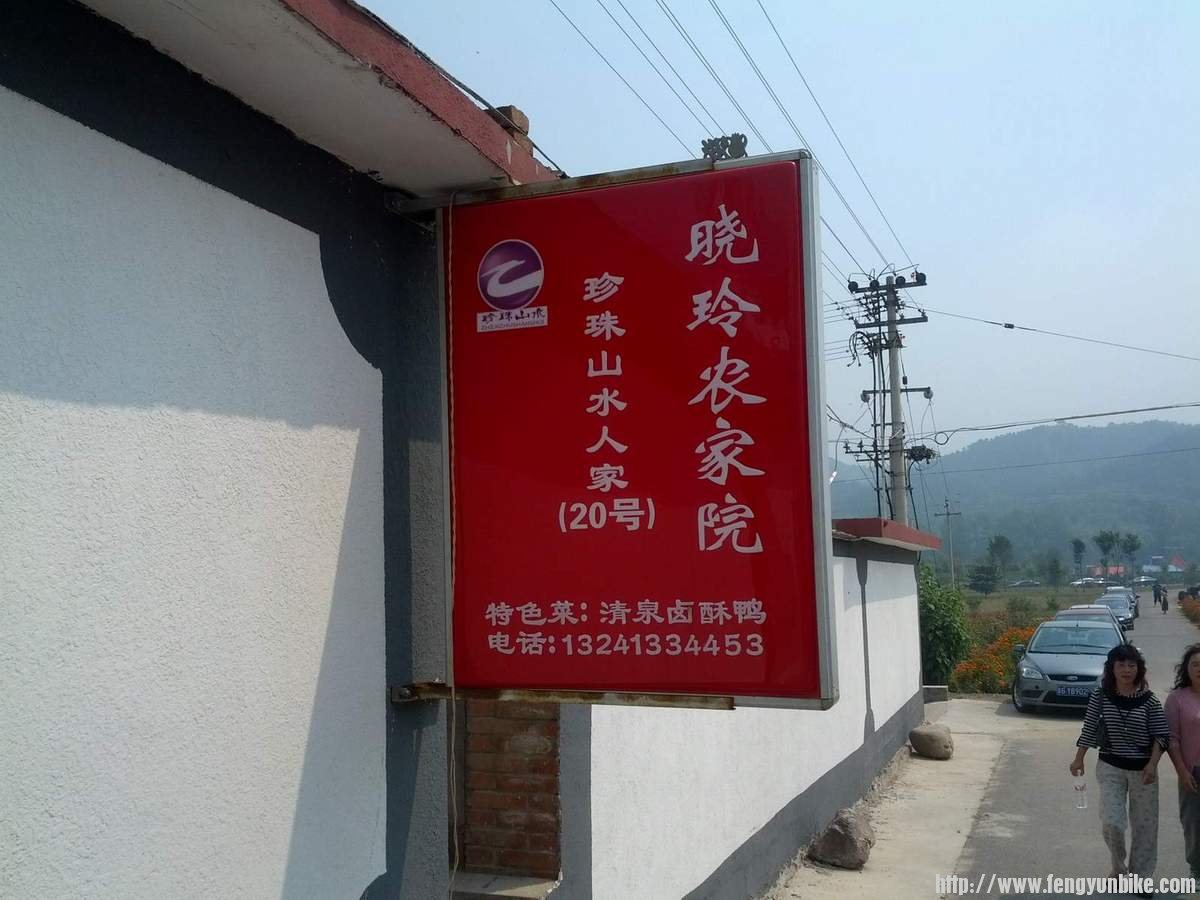 晓玲农家院
珍珠山水人家
(20号)
珍珠山水
ZHENZHUSHANSHUI
特色菜:清泉卤酥鸭
电话:13241334453
http://www.fengyunbike.com